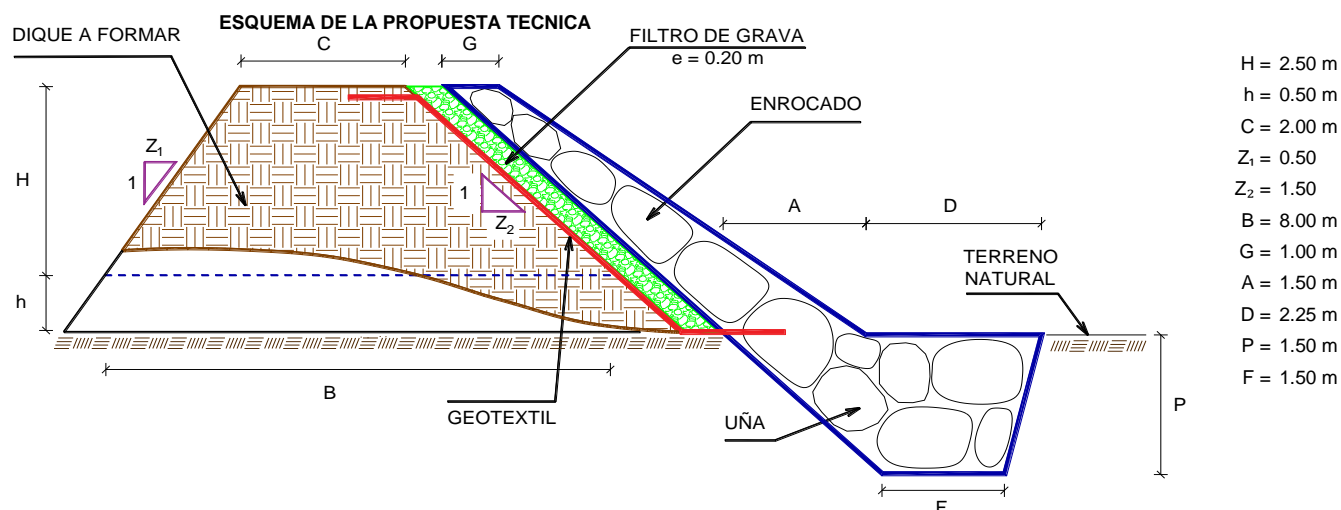 ESQUEMA DE LA PROPUESTA TECNICA
DIQUE A FORMAR
C
G
FILTRO DE GRAVA
e = 0.20 m
ENROCADO
H
Z₁
1
1
Z₂
A
D
TERRENO
NATURAL
h
B
GEOTEXTIL
UÑA
P
F
H = 2.50 m
h = 0.50 m
C = 2.00 m
Z₁ = 0.50
Z₂ = 1.50
B = 8.00 m
G = 1.00 m
A = 1.50 m
D = 2.25 m
P = 1.50 m
F = 1.50 m